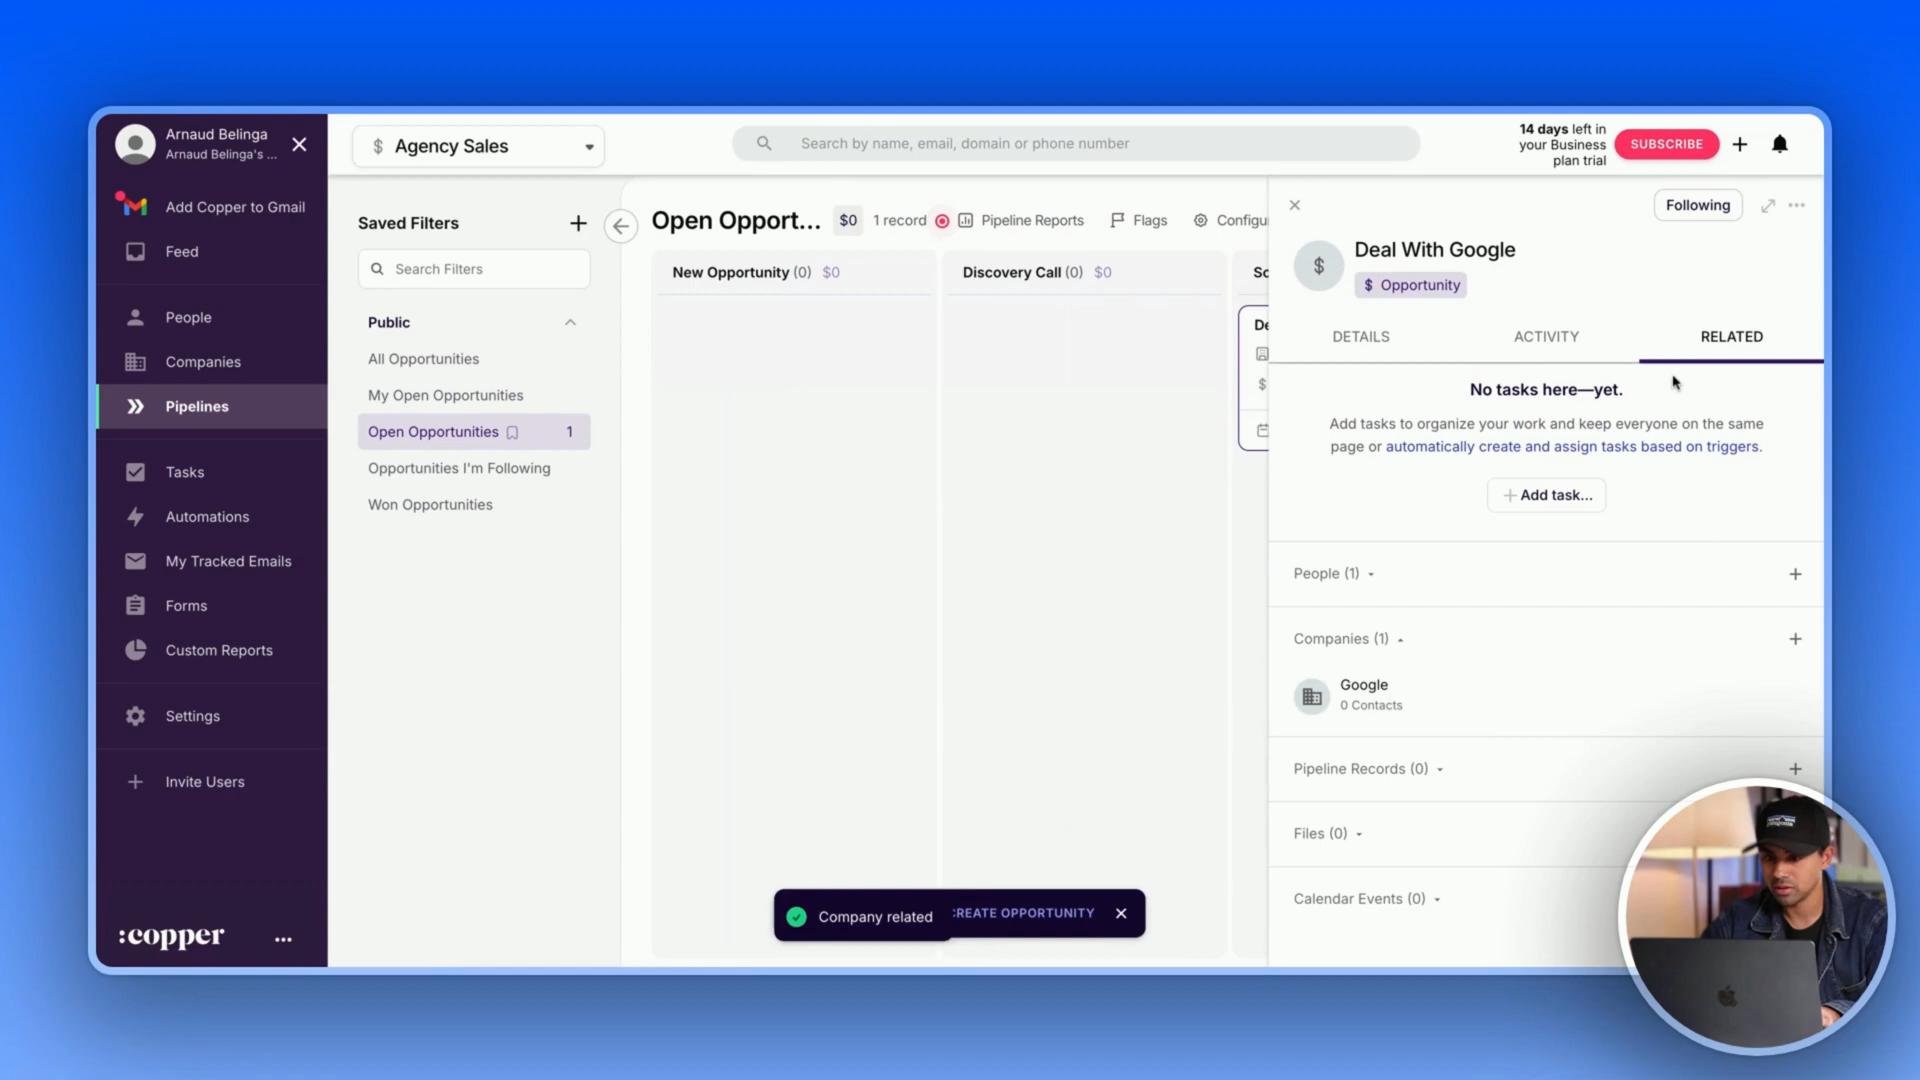 Arnaud Belinga
Arnaud Belinga's ...
Add Copper to Gmail
Feed
People
Companies
Pipelines
Tasks
Automations
My Tracked Emails
Forms
Custom Reports
Settings
Invite Users
:copper
$ Agency Sales
Search by name, email, domain or phone number
14 days left in
your Business
plan trial
SUBSCRIBE
Saved Filters
Search Filters
Public
All Opportunities
My Open Opportunities
Open Opportunities 1
Opportunities I'm Following
Won Opportunities
Open Opport... $0 1 record Pipeline Reports Flags Configu
New Opportunity (0) $0
Discovery Call (0) $0
Sc
De
$
Company related
REATE OPPORTUNITY
Following
$ Deal With Google
$ Opportunity
DETAILS ACTIVITY RELATED
No tasks here—yet.
Add tasks to organize your work and keep everyone on the same
page or automatically create and assign tasks based on triggers.
+ Add task...
People (1)
Companies (1)
Google
0 Contacts
Pipeline Records (0)
Files (0)
Calendar Events (0)